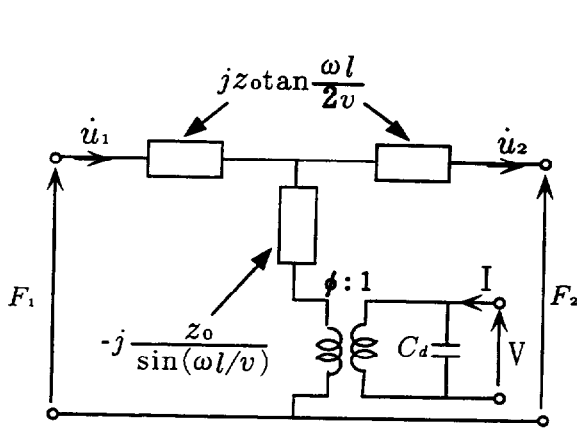 jz₀tan ωl/2v
u̇₁
u̇₂
F₁
ϕ:1
I
F₂
-j z₀/sin(ωl/v)
C_d
V